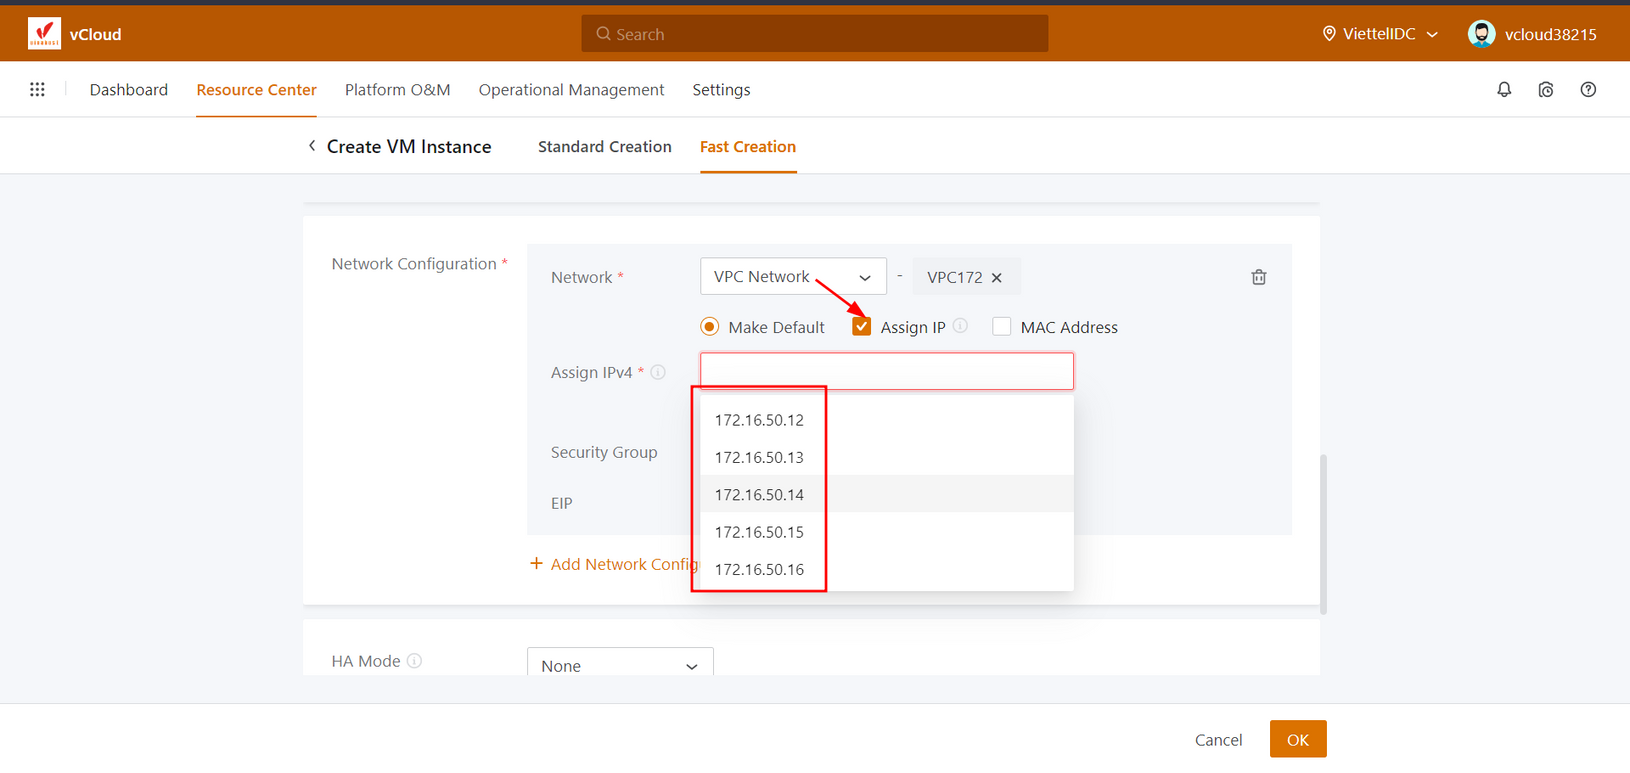 vCloud
Search
ViettelIDC
vcloud38215
Dashboard
Resource Center
Platform O&M
Operational Management
Settings
Create VM Instance
Standard Creation
Fast Creation
Network Configuration *
Network *
VPC Network
-
VPC172
Make Default
Assign IP
MAC Address
Assign IPv4 *
172.16.50.12
172.16.50.13
172.16.50.14
172.16.50.15
172.16.50.16
Security Group
EIP
+ Add Network Config
HA Mode
None
Cancel
OK